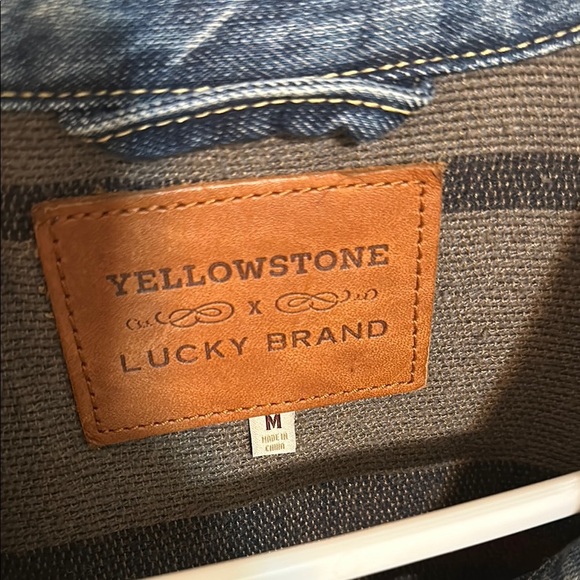 YELLOWSTONE
X
LUCKY BRAND
M
MADE IN
CHINA